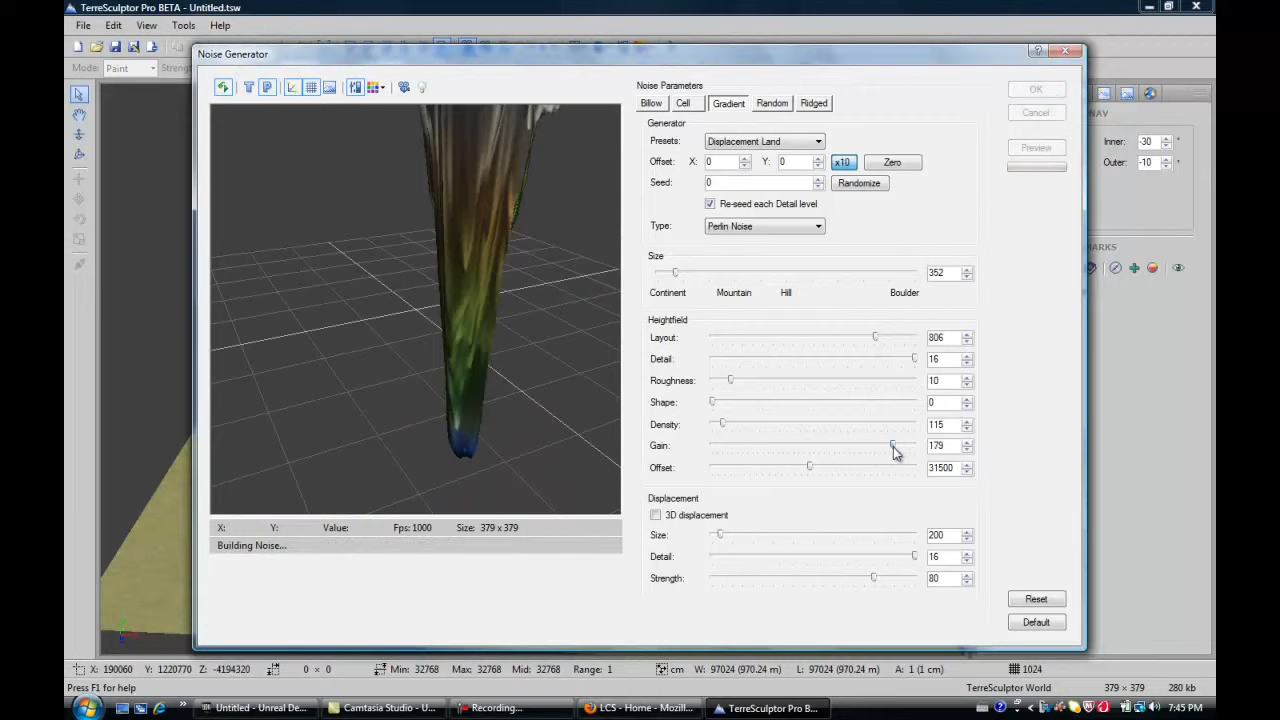 TerreSculptor Pro BETA - Untitled.tsw
File Edit View Tools Help
Mode: Paint
Noise Generator
Noise Parameters
Billow Cell Gradient Random Ridged
OK
Cancel
Preview
Generator
Presets: Displacement Land
Offset: X: 0 Y: 0 x10 Zero
Seed: 0 Randomize
Re-seed each Detail level
Type: Perlin Noise
NAV
Inner: -30 °
Outer: -10 °
Size
352
Continent Mountain Hill Boulder
Heightfield
Layout: 806
Detail: 16
Roughness: 10
Shape: 0
Density: 115
Gain: 179
Offset: 31500
Displacement
3D displacement
Size: 200
Detail: 16
Strength: 80
X: Y: Value: Fps: 1000 Size: 379 x 379
Building Noise...
Reset
Default
X: 190060 Y: 1220770 Z: -4194320 0 × 0 Min: 32768 Max: 32768 Mid: 32768 Range: 1 cm W: 97024 (970.24 m) L: 97024 (970.24 m) A: 1 (1 cm) 1024
Press F1 for help TerreSculptor World 379 × 379 280 kb
Untitled - Unreal De... Camtasia Studio - U... Recording... LCS - Home - Mozill... TerreSculptor Pro B... 7:45 PM